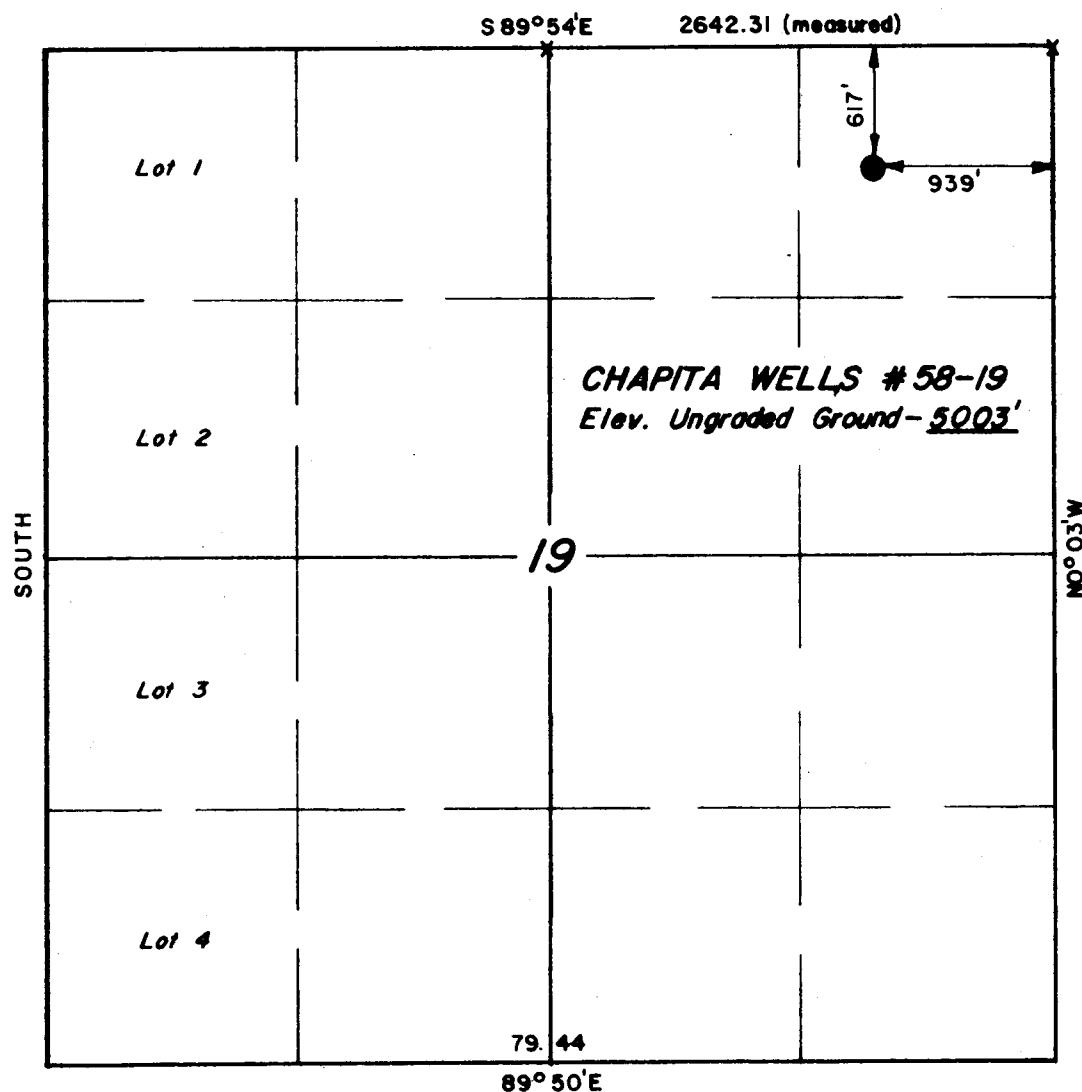 S 89°54'E 2642.31 (measured)
617'
939'
Lot 1
CHAPITA WELLS #58-19
Elev. Ungraded Ground - 5003'
Lot 2
SOUTH
19
N0°03'W
Lot 3
Lot 4
79.44
89°50'E